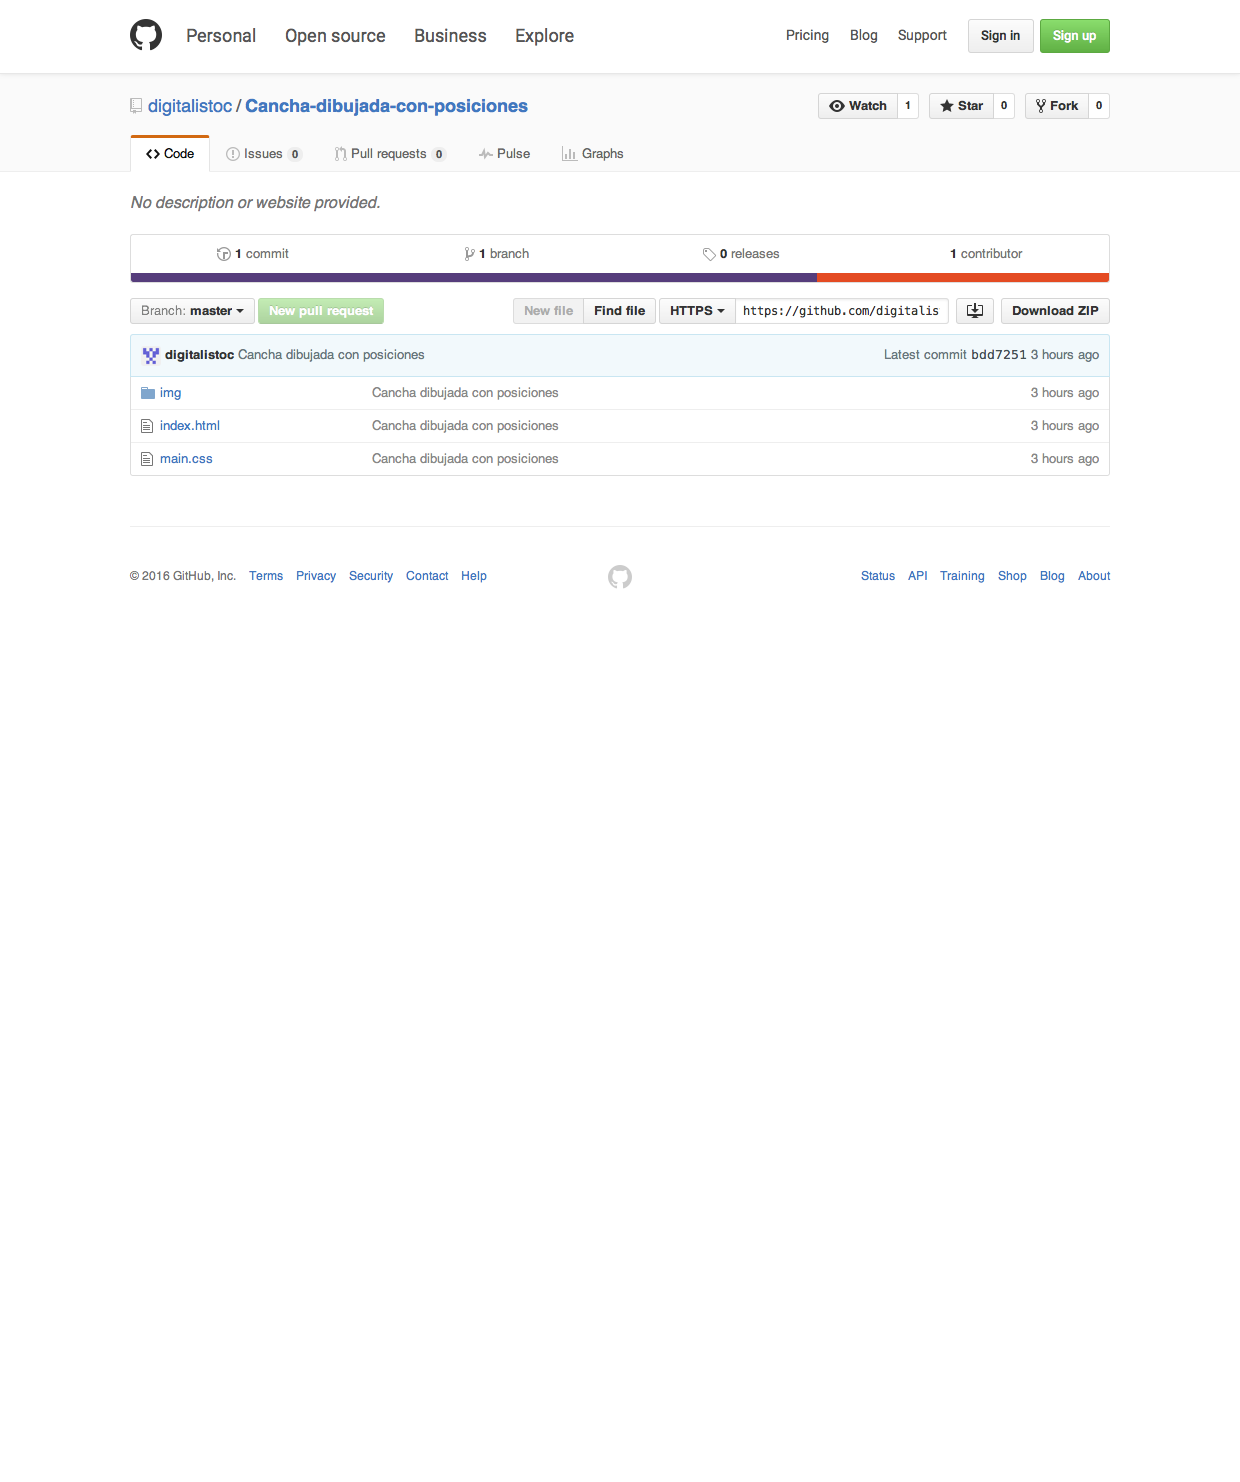 Personal Open source Business Explore Pricing Blog Support Sign in Sign up
digitalistoc / Cancha-dibujada-con-posiciones Watch 1 Star 0 Fork 0
Code Issues 0 Pull requests 0 Pulse Graphs
No description or website provided.
1 commit 1 branch 0 releases 1 contributor
Branch: master New pull request New file Find file HTTPS https://github.com/digitalis Download ZIP
digitalistoc Cancha dibujada con posiciones Latest commit bdd7251 3 hours ago
img Cancha dibujada con posiciones 3 hours ago
index.html Cancha dibujada con posiciones 3 hours ago
main.css Cancha dibujada con posiciones 3 hours ago
© 2016 GitHub, Inc. Terms Privacy Security Contact Help Status API Training Shop Blog About